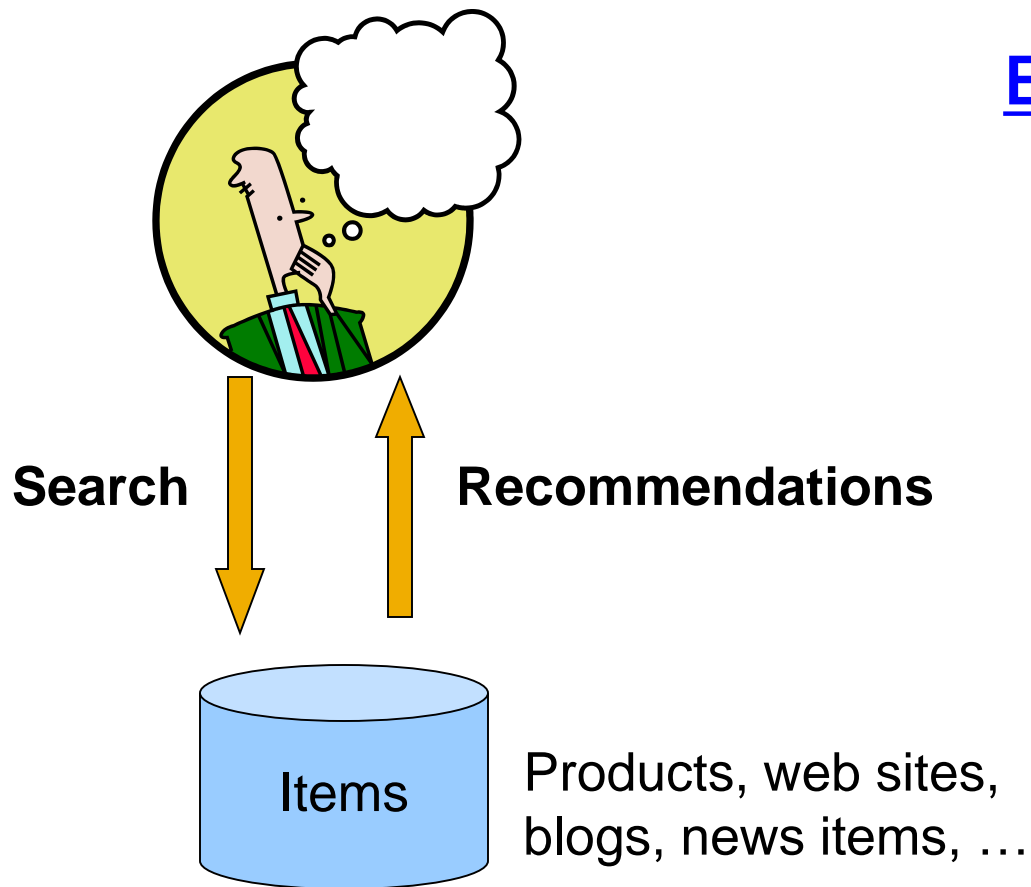 Search
Recommendations
Items
Products, web sites,
blogs, news items, …